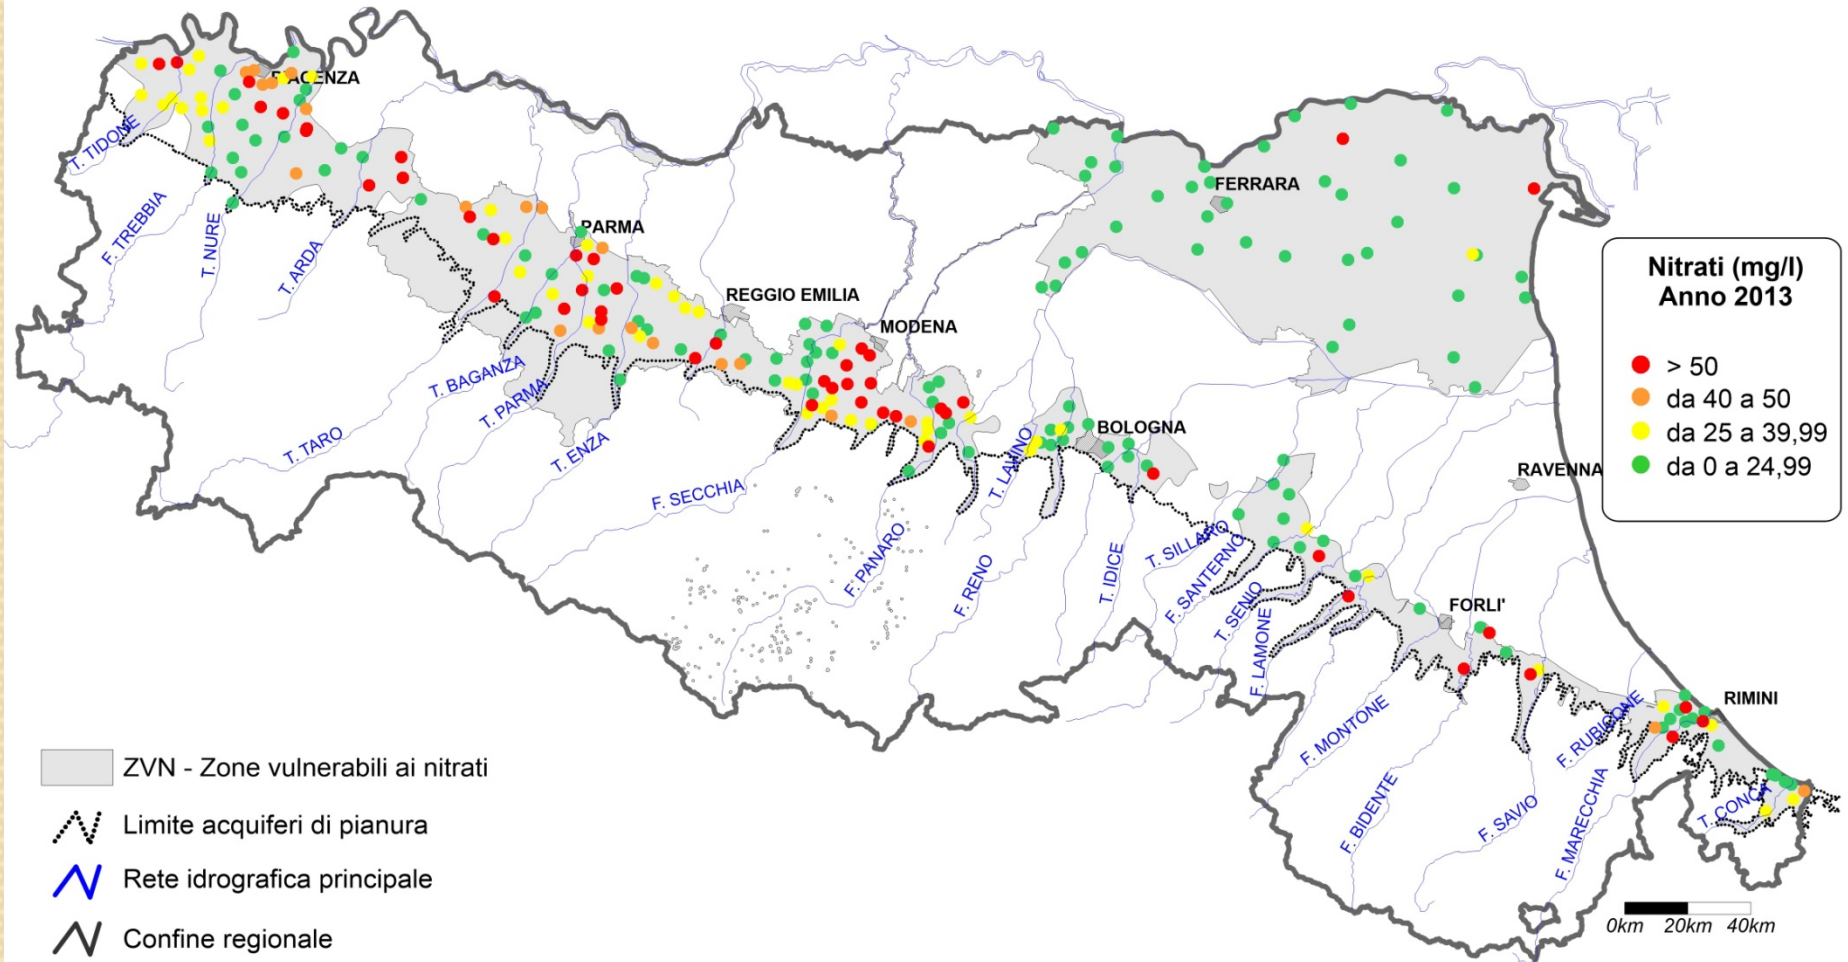 PIACENZA
T. TIDONE
F. TREBBIA
T. NURE
T. ARDA
PARMA
REGGIO EMILIA
MODENA
FERRARA
BOLOGNA
RAVENNA
FORLI'
RIMINI
T. TARO
T. BAGANZA
T. PARMA
T. ENZA
F. SECCHIA
F. PANARO
T. LAVINO
F. RENO
T. IDICE
T. SILLARO
F. SANTERNO
T. SENIO
F. LAMONE
F. MONTONE
F. BIDENTE
F. SAVIO
F. RUBICONE
F. MARECCHIA
T. CONCA
Nitrati (mg/l)
Anno 2013
> 50
da 40 a 50
da 25 a 39,99
da 0 a 24,99
ZVN - Zone vulnerabili ai nitrati
Limite acquiferi di pianura
Rete idrografica principale
Confine regionale
0km 20km 40km